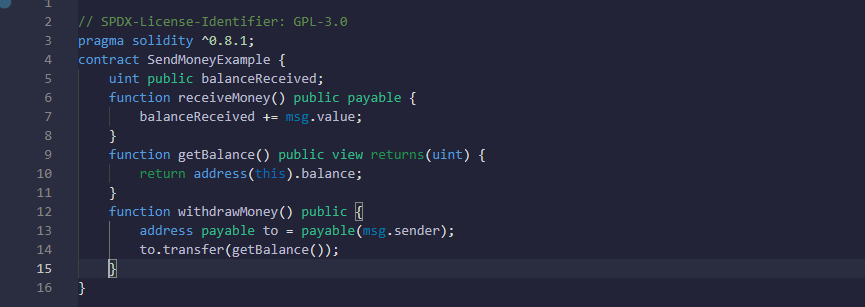 1
2 // SPDX-License-Identifier: GPL-3.0
3 pragma solidity ^0.8.1;
4 contract SendMoneyExample {
5     uint public balanceReceived;
6     function receiveMoney() public payable {
7         balanceReceived += msg.value;
8     }
9     function getBalance() public view returns(uint) {
10         return address(this).balance;
11     }
12     function withdrawMoney() public {
13         address payable to = payable(msg.sender);
14         to.transfer(getBalance());
15     }
16 }